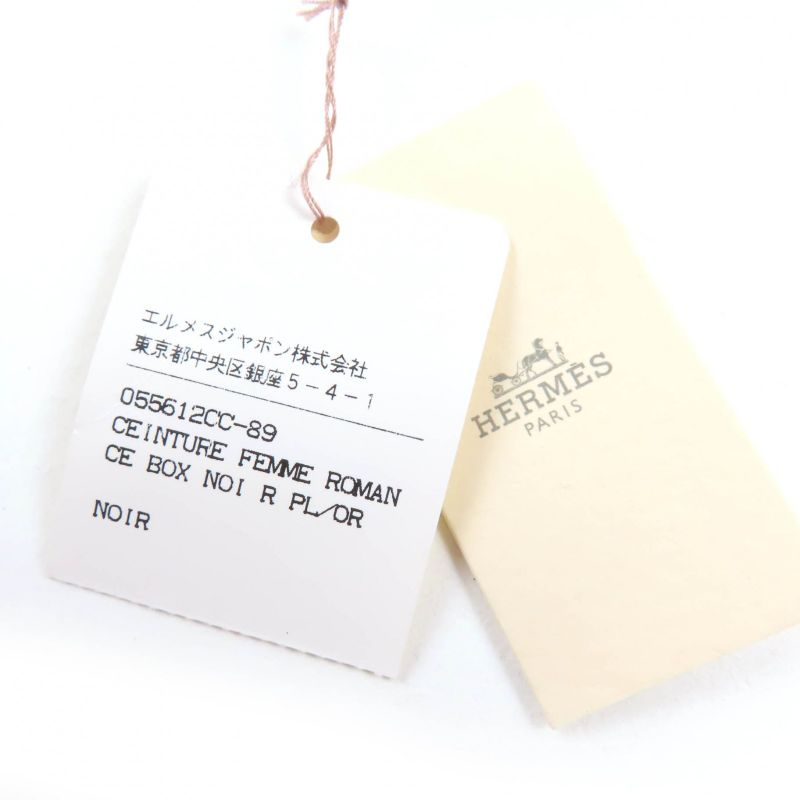 エルメスジャポン株式会社
東京都中央区銀座5-4-1
055612CC-89
CEINTURE FEMME ROMAN
CE BOX NOI R PL/OR
NOIR
HERMÈS
PARIS